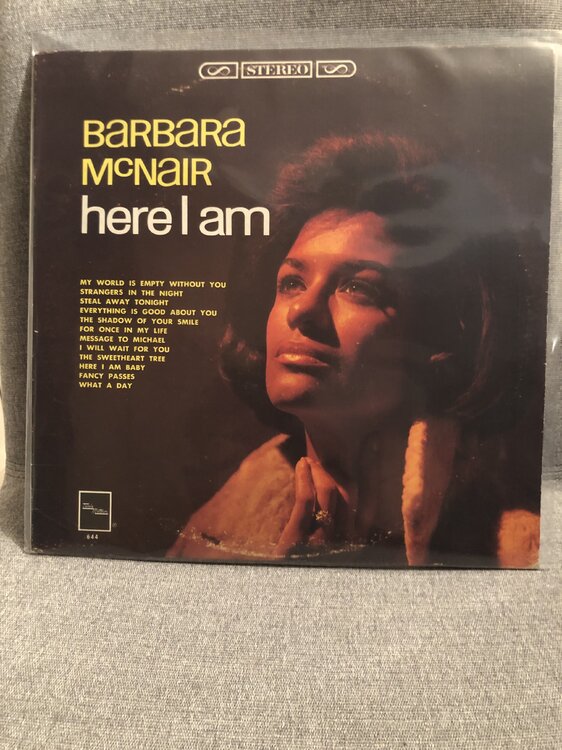 STEREO
BARBARA
McNAIR
here I am
MY WORLD IS EMPTY WITHOUT YOU
STRANGERS IN THE NIGHT
STEAL AWAY TONIGHT
EVERYTHING IS GOOD ABOUT YOU
THE SHADOW OF YOUR SMILE
FOR ONCE IN MY LIFE
MESSAGE TO MICHAEL
I WILL WAIT FOR YOU
THE SWEETHEART TREE
HERE I AM BABY
FANCY PASSES
WHAT A DAY
644